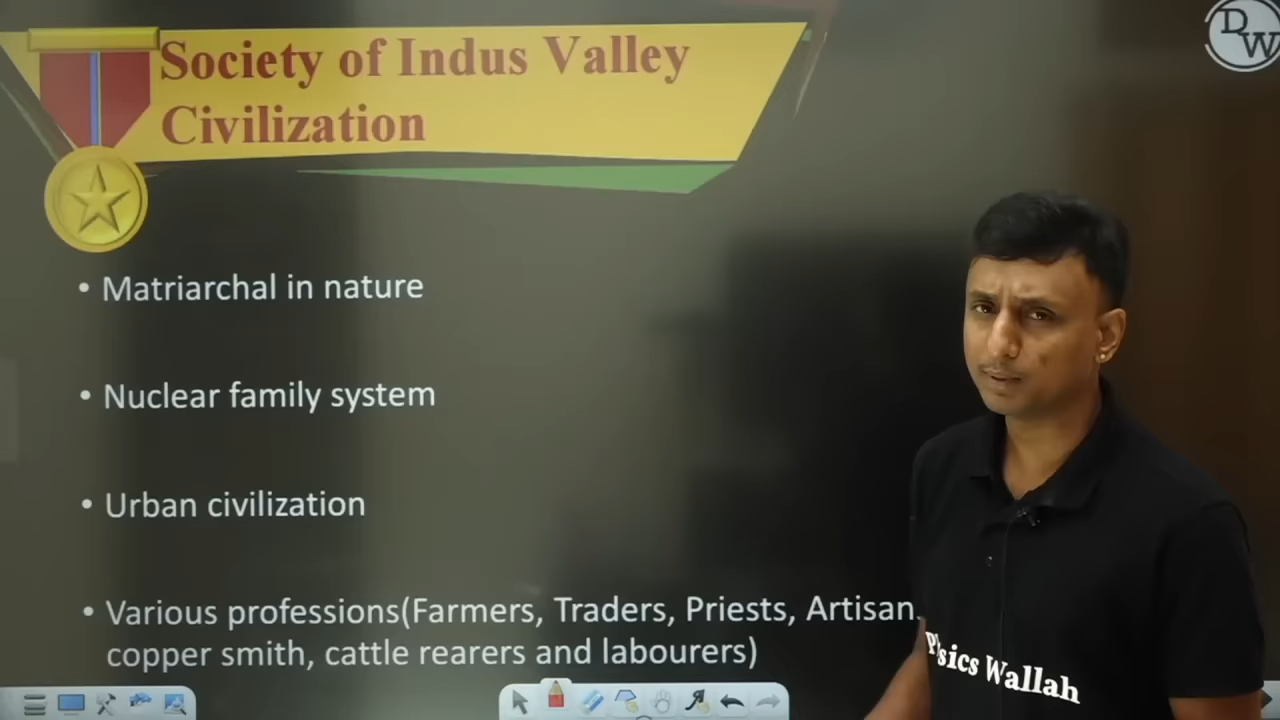 Society of Indus Valley
Civilization
• Matriarchal in nature
• Nuclear family system
• Urban civilization
• Various professions(Farmers, Traders, Priests, Artisan,
copper smith, cattle rearers and labourers)
Wallah
PW